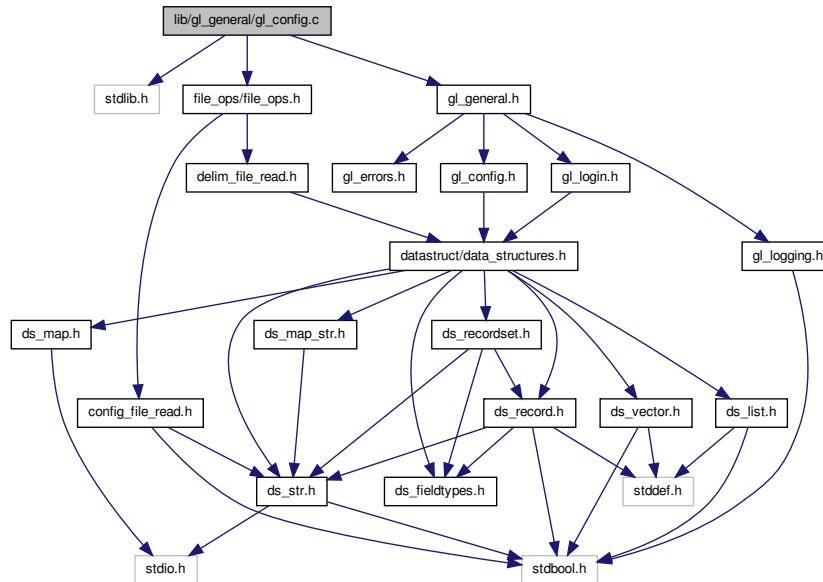 lib/gl_general/gl_config.c
stdlib.h
file_ops/file_ops.h
gl_general.h
delim_file_read.h
gl_errors.h
gl_config.h
gl_login.h
datastruct/data_structures.h
gl_logging.h
ds_map.h
ds_map_str.h
ds_recordset.h
config_file_read.h
ds_record.h
ds_vector.h
ds_list.h
ds_str.h
ds_fieldtypes.h
stddef.h
stdio.h
stdbool.h